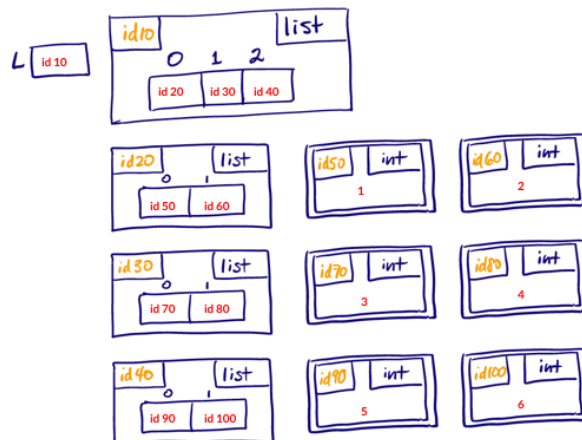 id10 list
0 1 2
L id 10
id 20 id 30 id 40
id20 list id50 int id60 int
0 1
id 50 id 60 1 2
id30 list id70 int id80 int
0 1
id 70 id 80 3 4
id40 list id90 int id100 int
0 1
id 90 id 100 5 6